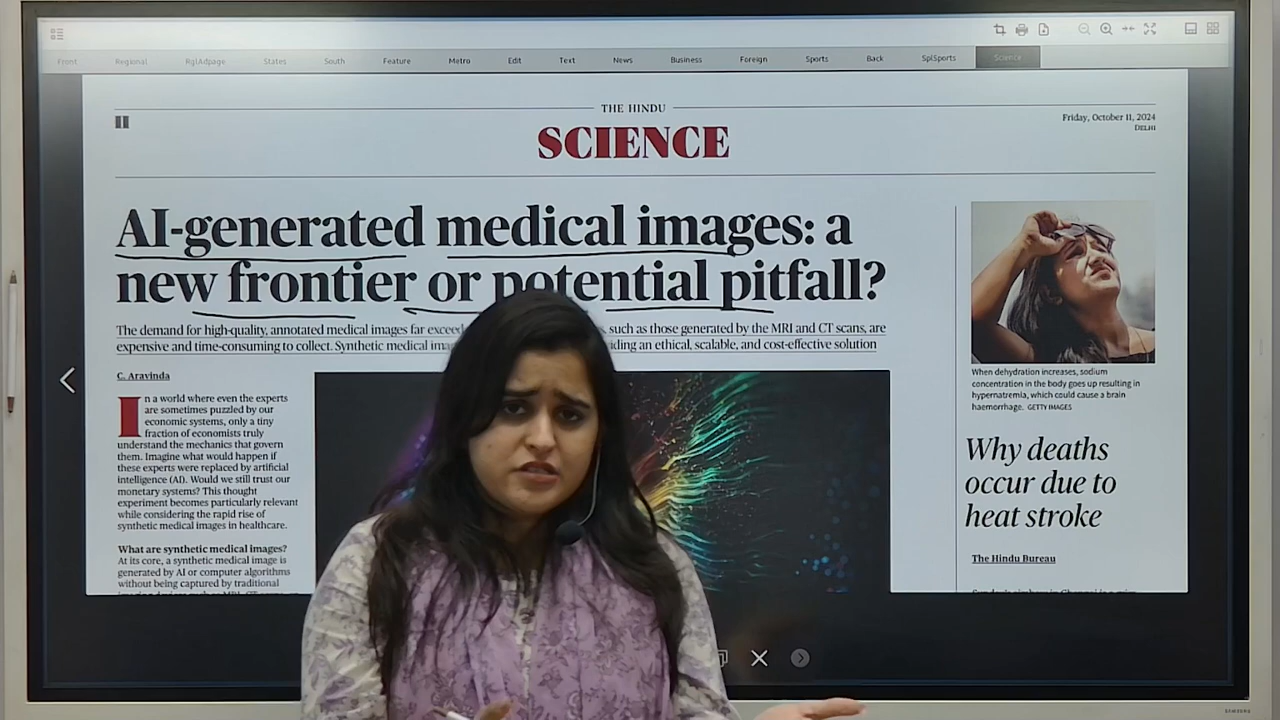 Front Regional RglAdpage States South Feature Metro Edit Text News Business Foreign Sports Back SplSports Science
THE HINDU
II
SCIENCE
Friday, October 11, 2024
DELHI
AI-generated medical images: a
new frontier or potential pitfall?
The demand for high-quality, annotated medical images far such as those generated by the MRI and CT scans, are
expensive and time-consuming to collect. Synthetic medical an ethical, scalable, and cost-effective solution
C. Aravinda
In a world where even the experts
are sometimes puzzled by our
economic systems, only a tiny
fraction of economists truly
understand the mechanics that govern
them. Imagine what would happen if
these experts were replaced by artificial
intelligence (AI). Would we still trust our
monetary systems? This thought
experiment becomes particularly relevant
while considering the rapid rise of
synthetic medical images in healthcare.
What are synthetic medical images?
At its core, a synthetic medical image is
generated by AI or computer algorithms
without being captured by traditional
When dehydration increases, sodium
concentration in the body goes up resulting in
hypernatremia, which could cause a brain
haemorrhage. GETTY IMAGES
Why deaths
occur due to
heat stroke
The Hindu Bureau
SAMSUNG